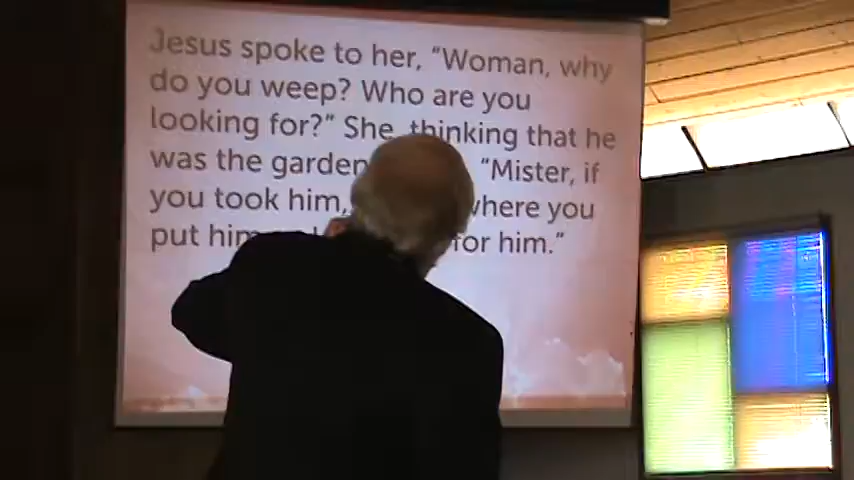 Jesus spoke to her, “Woman, why
do you weep? Who are you
looking for?” She, thinking that he
was the garden “Mister, if
you took him, where you
put him for him.”